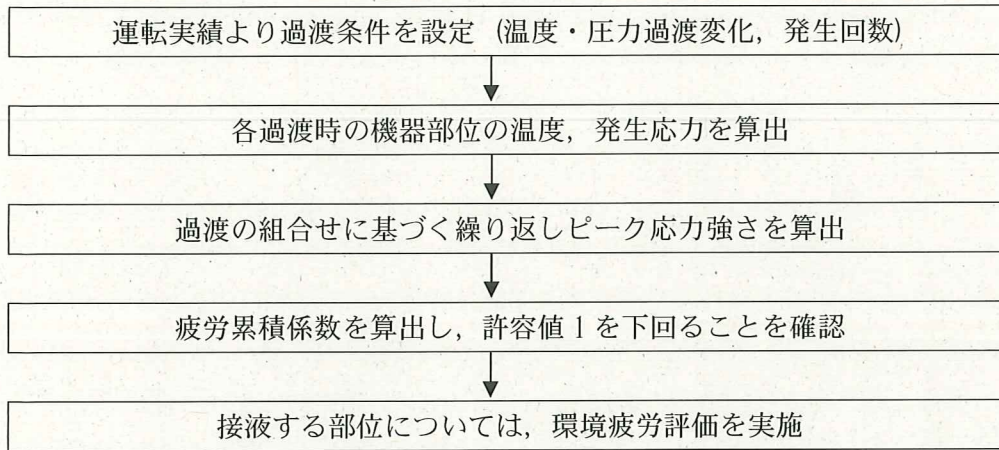 運転実績より過渡条件を設定 (温度・圧力過渡変化, 発生回数)
各過渡時の機器部位の温度, 発生応力を算出
過渡の組合せに基づく繰り返しピーク応力強さを算出
疲労累積係数を算出し, 許容値 1 を下回ることを確認
接液する部位については, 環境疲労評価を実施